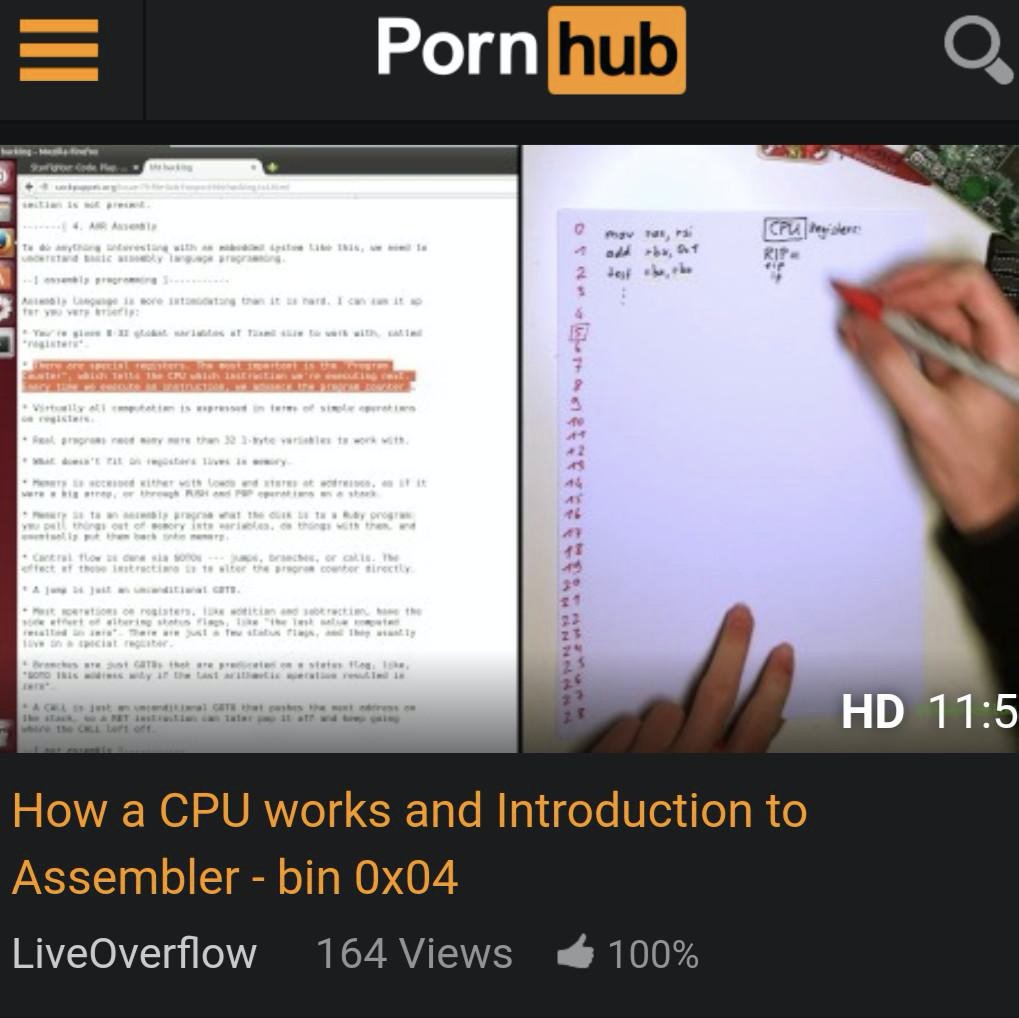 Pornhub
section is not present.
-------[ 4. AVR Assembly
To do anything interesting with an embedded system like this, we need to
understand basic assembly language programming.
--[ assembly programming ]-----------
Assembly language is more intimidating than it is hard. I can sum it up
for you very briefly:
* You're given 8-32 global variables of fixed size to work with, called
"registers".
* There are special registers. The most important is the "Program
Counter", which tells the CPU which instruction we're executing next.
Every time we execute an instruction, we advance the program counter.
* Virtually all computation is expressed in terms of simple operations
on registers.
* Real programs need many more than 32 1-byte variables to work with.
* What doesn't fit in registers lives in memory.
* Memory is accessed either with loads and stores at addresses, as if it
were a big array, or through PUSH and POP operations on a stack.
* Memory is to an assembly program what the disk is to a Ruby program:
you pull things out of memory into variables, do things with them, and
eventually put them back into memory.
* Control flow is done via GOTOs --- jumps, branches, or calls. The
effect of these instructions is to alter the program counter directly.
* A jump is just an unconditional GOTO.
* Most operations on registers, like addition and subtraction, have the
side effect of altering status flags, like "the last value computed
resulted in zero". There are just a few status flags, and they usually
live in a special register.
* Branches are just GOTOs that are predicated on a status flag, like,
"GOTO this address only if the last arithmetic operation resulted in
zero".
* A CALL is just an unconditional GOTO that pushes the next address on
the stack, so a RET instruction can later pop it off and keep going
where the CALL left off.
0 mov rax, rsi
1 add rbx, 0x1
2 test rbx, rbx
3
4
5
6
7
8
9
10
11
12
13
14
15
16
17
18
19
20
21
22
23
24
25
26
27
28
CPU Registers:
RIP=
eip
ip
HD 11:5
How a CPU works and Introduction to
Assembler - bin 0x04
LiveOverflow 164 Views 100%